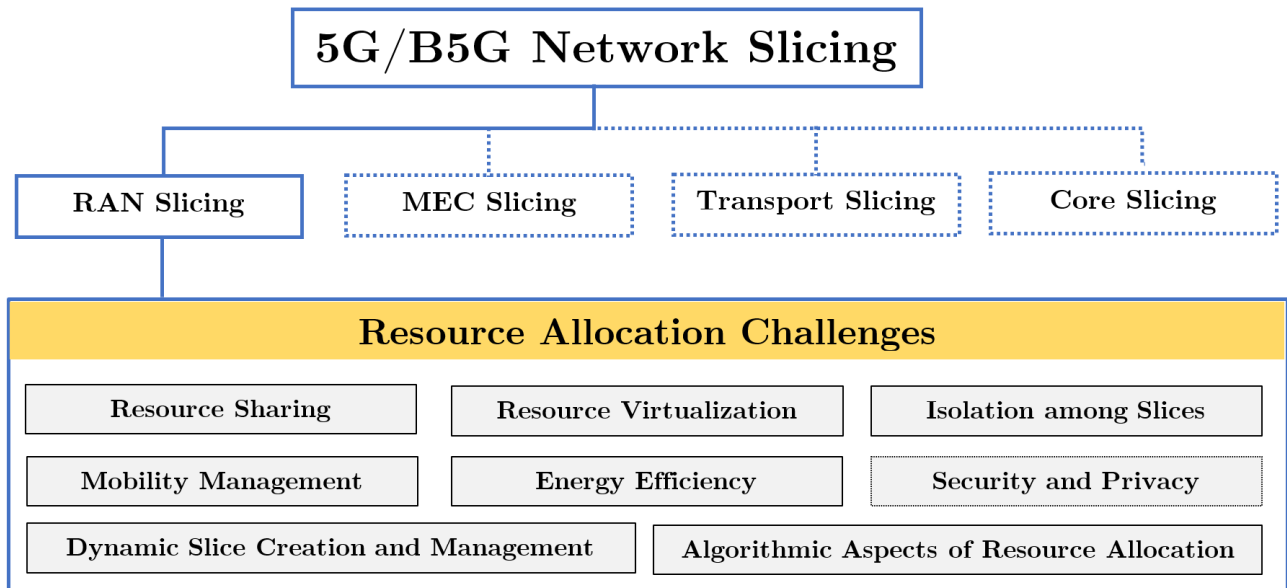 5G/B5G Network Slicing
RAN Slicing
MEC Slicing
Transport Slicing
Core Slicing
Resource Allocation Challenges
Resource Sharing
Resource Virtualization
Isolation among Slices
Mobility Management
Energy Efficiency
Security and Privacy
Dynamic Slice Creation and Management
Algorithmic Aspects of Resource Allocation